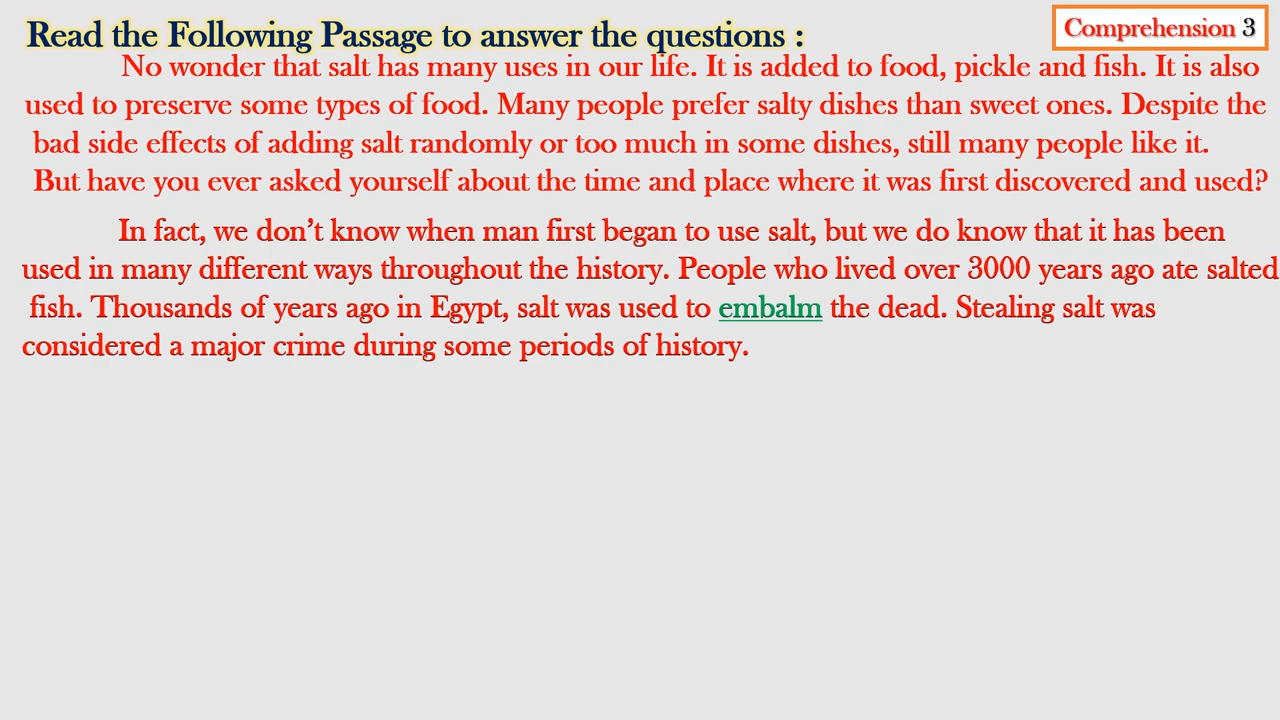 Read the Following Passage to answer the questions :
Comprehension 3
No wonder that salt has many uses in our life. It is added to food, pickle and fish. It is also
used to preserve some types of food. Many people prefer salty dishes than sweet ones. Despite the
bad side effects of adding salt randomly or too much in some dishes, still many people like it.
But have you ever asked yourself about the time and place where it was first discovered and used?
In fact, we don’t know when man first began to use salt, but we do know that it has been
used in many different ways throughout the history. People who lived over 3000 years ago ate salted
fish. Thousands of years ago in Egypt, salt was used to embalm the dead. Stealing salt was
considered a major crime during some periods of history.